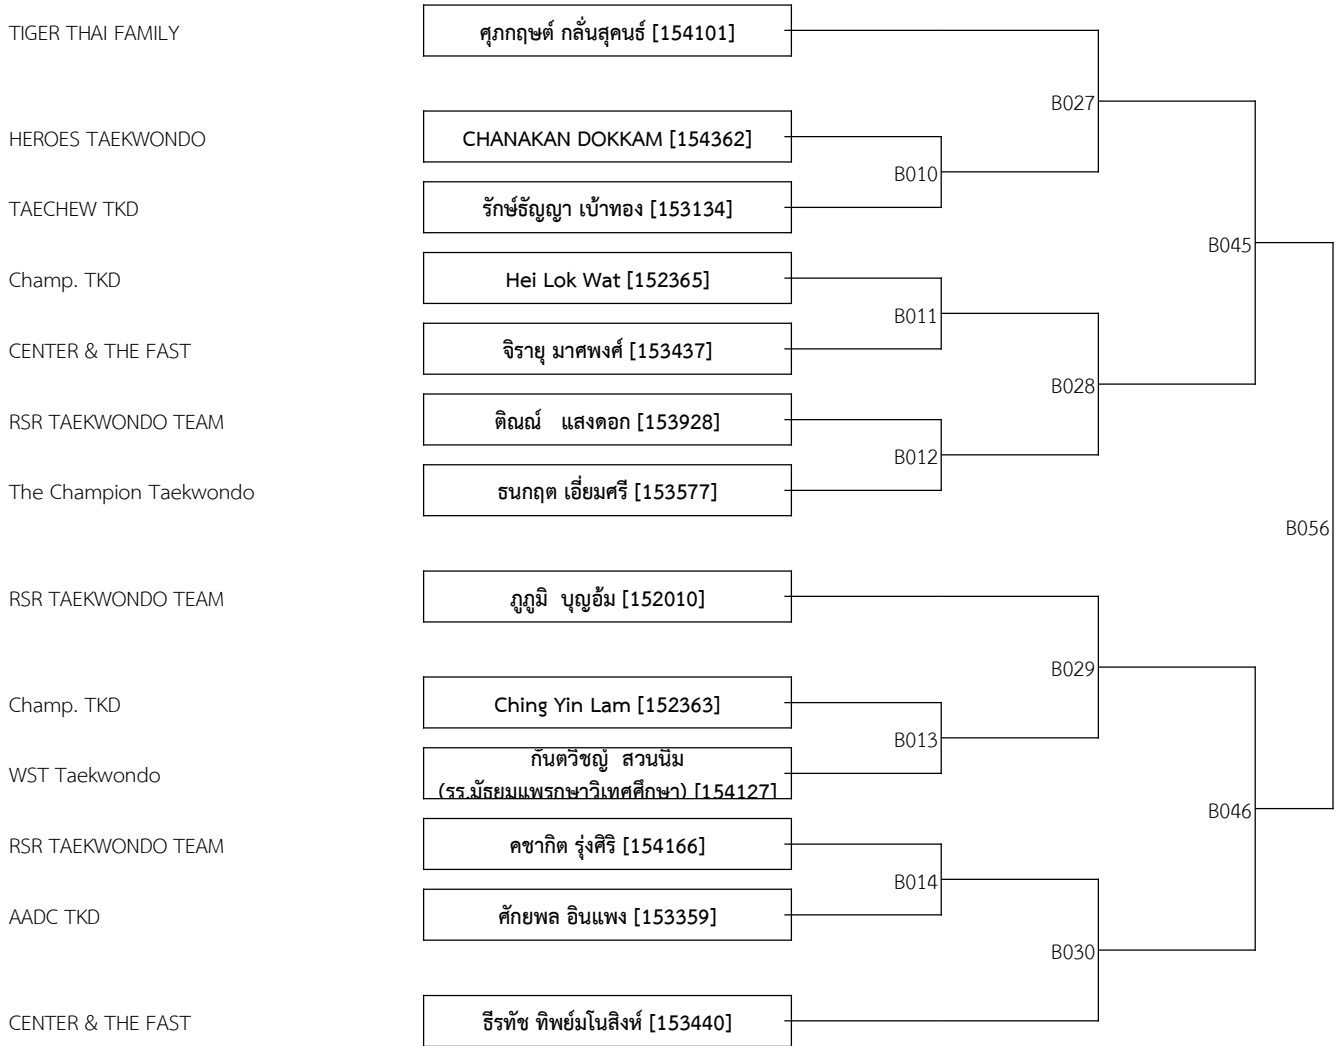 TIGER THAI FAMILY
ศุภกฤษต์ กลั่นสุคนธ์ [154101]
B027
HEROES TAEKWONDO
CHANAKAN DOKKAM [154362]
B010
TAECHEW TKD
รักษ์ธัญญา เบ้าทอง [153134]
B045
Champ. TKD
Hei Lok Wat [152365]
B011
CENTER & THE FAST
จิรายุ มาศพงศ์ [153437]
B028
RSR TAEKWONDO TEAM
ติณณ์ แสงดอก [153928]
B012
The Champion Taekwondo
ธนกฤต เอี่ยมศรี [153577]
B056
RSR TAEKWONDO TEAM
ภูภูมิ บุญอ้ม [152010]
B029
Champ. TKD
Ching Yin Lam [152363]
B013
WST Taekwondo
กันตวิชญ์ สวนนิ่ม
(รร.มัธยมแพรกษาวิเทศศึกษา) [154127]
B046
RSR TAEKWONDO TEAM
คชากิต รุ่งศิริ [154166]
B014
AADC TKD
ศักยพล อินแพง [153359]
B030
CENTER & THE FAST
ธีรทัช ทิพย์มโนสิงห์ [153440]